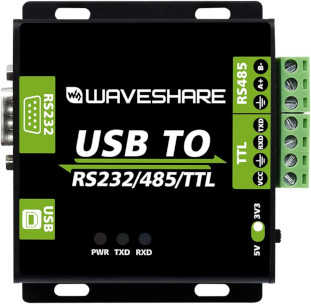 WAVESHARE
USB TO
RS232/485/TTL
RS232
USB
RS485
A+ B-
TTL
VCC RXD TXD
5V 3V3
PWR TXD RXD